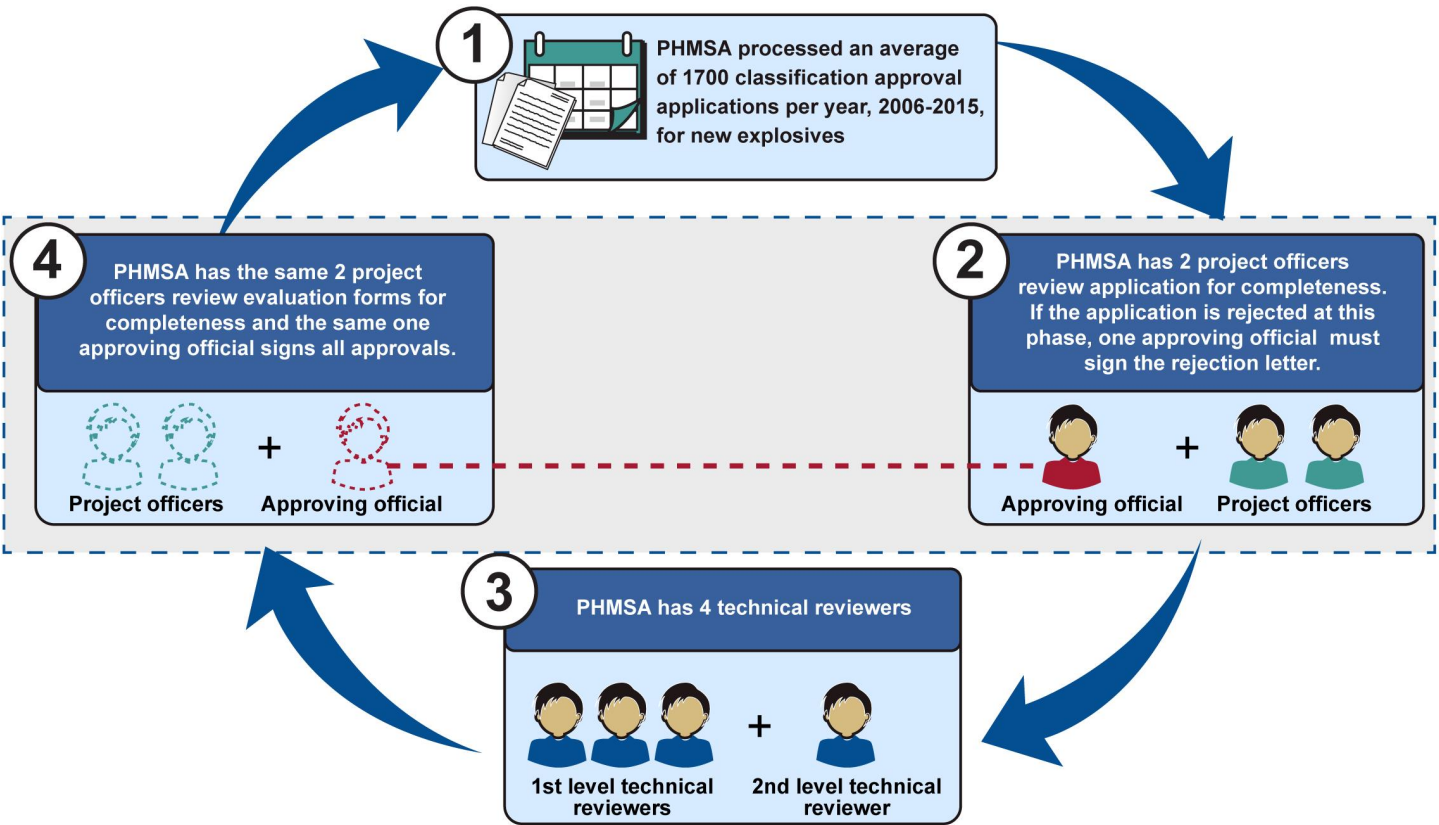 1
PHMSA processed an average
of 1700 classification approval
applications per year, 2006-2015,
for new explosives
2
PHMSA has 2 project officers
review application for completeness.
If the application is rejected at this
phase, one approving official must
sign the rejection letter.
+
Approving official
Project officers
3
PHMSA has 4 technical reviewers
+
1st level technical
reviewers
2nd level technical
reviewer
4
PHMSA has the same 2 project
officers review evaluation forms for
completeness and the same one
approving official signs all approvals.
+
Project officers
Approving official